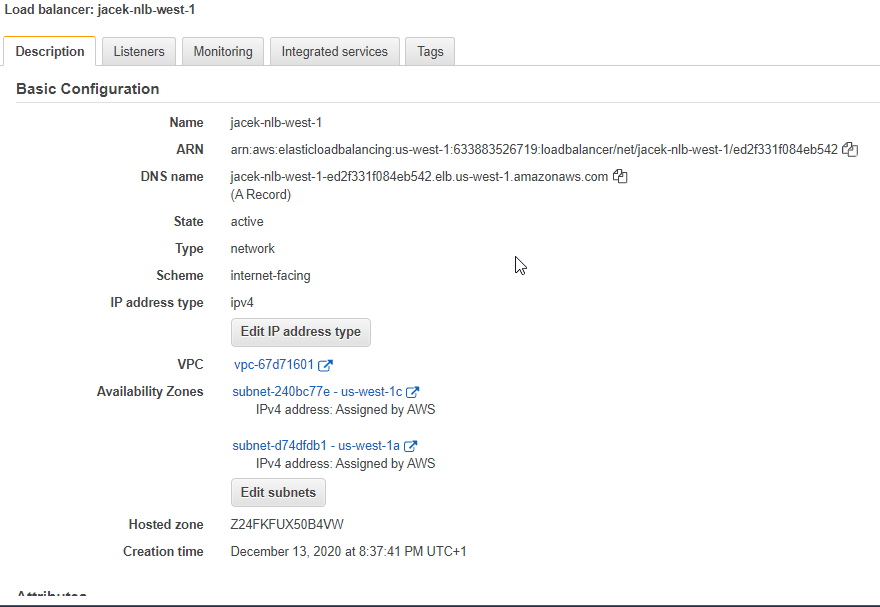 Load balancer: jacek-nlb-west-1
Description Listeners Monitoring Integrated services Tags
Basic Configuration
Name jacek-nlb-west-1
ARN arn:aws:elasticloadbalancing:us-west-1:633883526719:loadbalancer/net/jacek-nlb-west-1/ed2f331f084eb542
DNS name jacek-nlb-west-1-ed2f331f084eb542.elb.us-west-1.amazonaws.com
(A Record)
State active
Type network
Scheme internet-facing
IP address type ipv4
Edit IP address type
VPC vpc-67d71601
Availability Zones subnet-240bc77e - us-west-1c
IPv4 address: Assigned by AWS
subnet-d74dfdb1 - us-west-1a
IPv4 address: Assigned by AWS
Edit subnets
Hosted zone Z24FKFUX50B4VW
Creation time December 13, 2020 at 8:37:41 PM UTC+1
Attributes